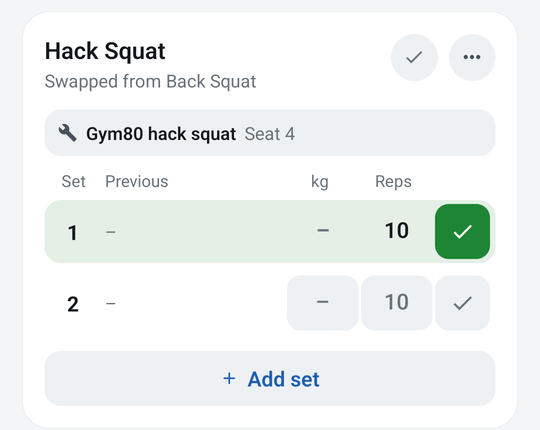 Hack Squat
Swapped from Back Squat
Gym80 hack squat Seat 4
Set Previous kg Reps
1 – – 10
2 – – 10
+ Add set